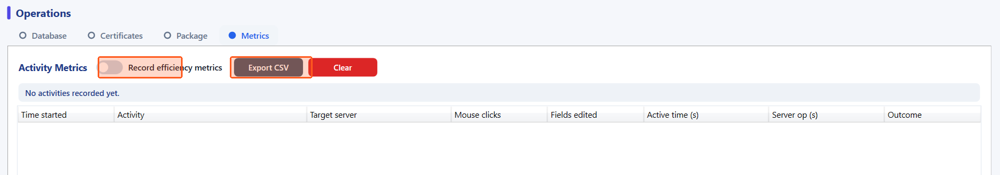 Operations
Database Certificates Package Metrics
Activity Metrics Record efficiency metrics Export CSV Clear
No activities recorded yet.
Time started Activity Target server Mouse clicks Fields edited Active time (s) Server op (s) Outcome